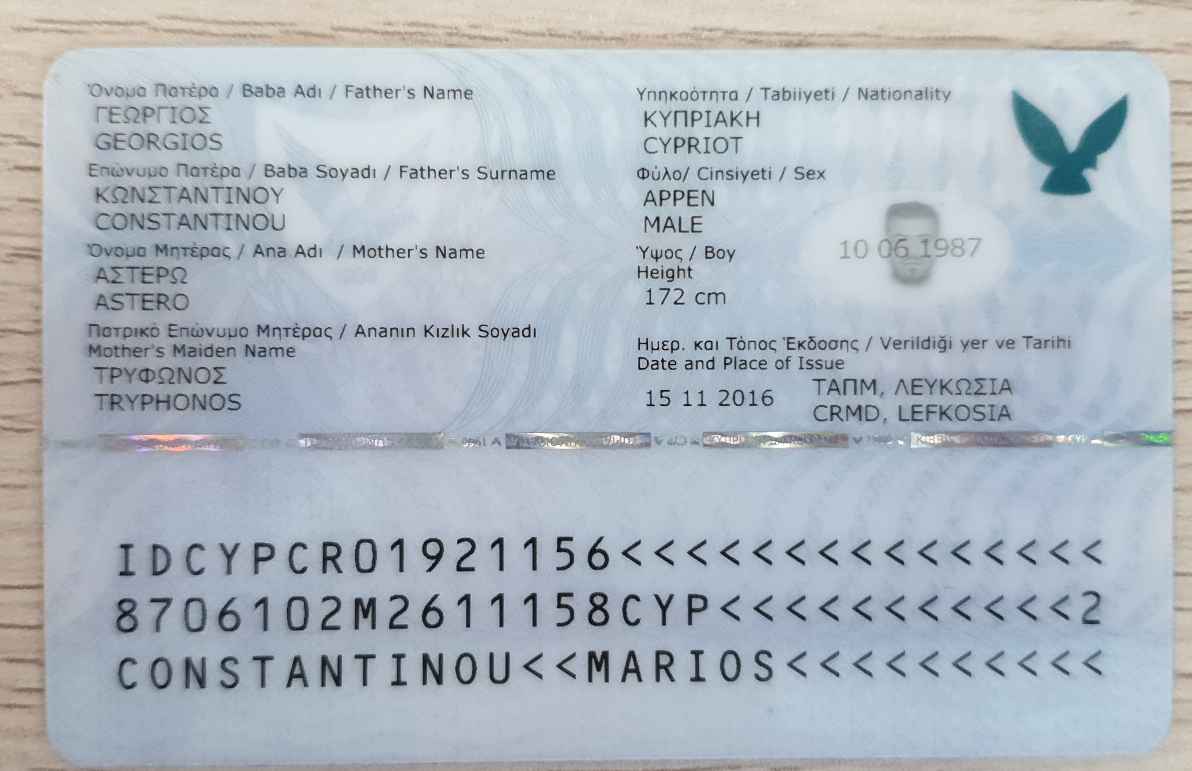 Όνομα Πατέρα / Baba Adı / Father's Name
ΓΕΩΡΓΙΟΣ
GEORGIOS
Επώνυμο Πατέρα / Baba Soyadı / Father's Surname
ΚΩΝΣΤΑΝΤΙΝΟΥ
CONSTANTINOU
Όνομα Μητέρας / Ana Adı / Mother's Name
ΑΣΤΕΡΩ
ASTERO
Πατρικό Επώνυμο Μητέρας / Ananın Kızlık Soyadı
Mother's Maiden Name
ΤΡΥΦΩΝΟΣ
TRYPHONOS
Υπηκοότητα / Tabiiyeti / Nationality
ΚΥΠΡΙΑΚΗ
CYPRIOT
Φύλο/ Cinsiyeti / Sex
ΑΡΡΕΝ
MALE
Ύψος / Boy
Height
172 cm
10 06 1987
Ημερ. και Τόπος Έκδοσης / Verildiği yer ve Tarihi
Date and Place of Issue
15 11 2016
ΤΑΠΜ, ΛΕΥΚΩΣΙΑ
CRMD, LEFKOSIA
IDCYPCR01921156<<<<<<<<<<<<<<<
8706102M2611158CYP<<<<<<<<<<<2
CONSTANTINOU<<MARIOS<<<<<<<<<<